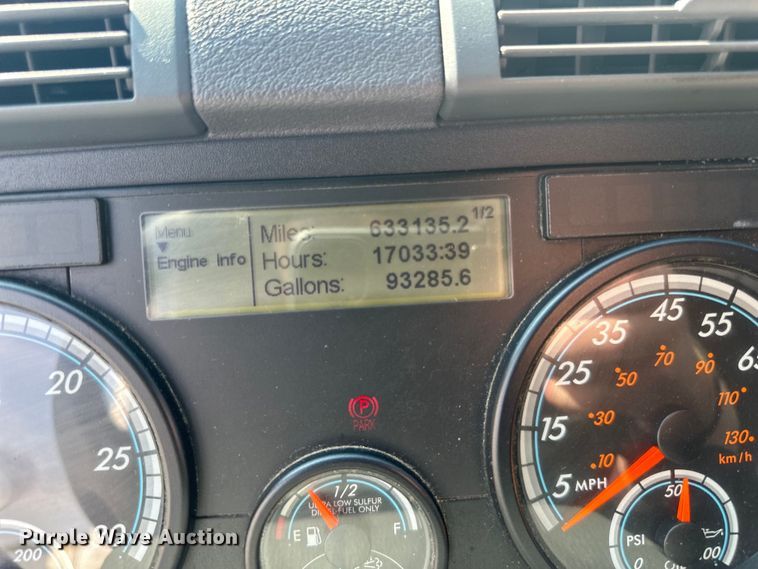 Menu
Engine info
Miles: 633135.2
Hours: 17033:39
Gallons: 93285.6
1/2
20
25
30
200
PARK
1/2
ULTRA LOW SULFUR
DIESEL FUEL ONLY
E
F
5 MPH
15
25
35
45
55
10
30
50
70
90
110
130
km/h
50
PSI
0
Purple Wave Auction®